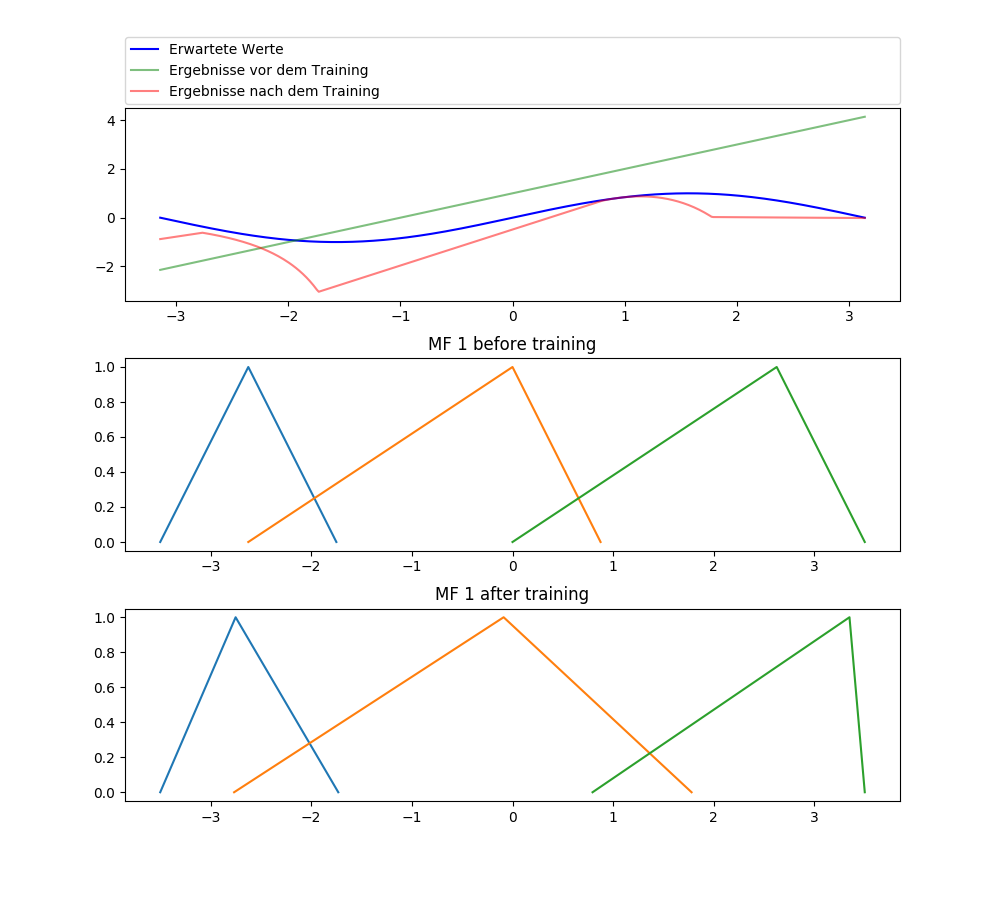 Erwartete Werte
Ergebnisse vor dem Training
Ergebnisse nach dem Training
4
2
0
−2
−3 −2 −1 0 1 2 3
MF 1 before training
1.0
0.8
0.6
0.4
0.2
0.0
−3 −2 −1 0 1 2 3
MF 1 after training
1.0
0.8
0.6
0.4
0.2
0.0
−3 −2 −1 0 1 2 3